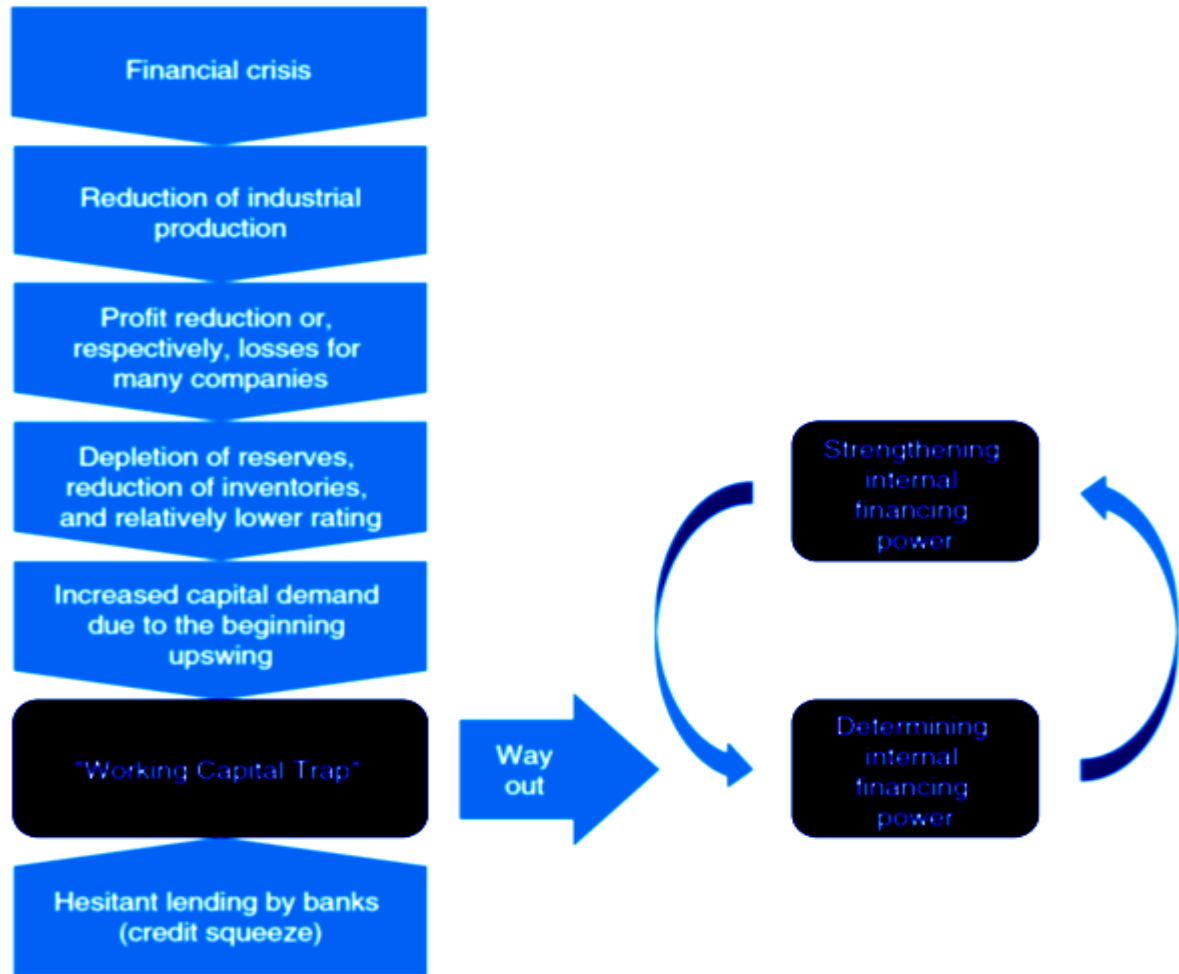 Financial crisis
Reduction of industrial
production
Profit reduction or,
respectively, losses for
many companies
Depletion of reserves,
reduction of inventories,
and relatively lower rating
Increased capital demand
due to the beginning
upswing
"Working Capital Trap"
Hesitant lending by banks
(credit squeeze)
Way
out
Strengthening
internal
financing
power
Determining
internal
financing
power